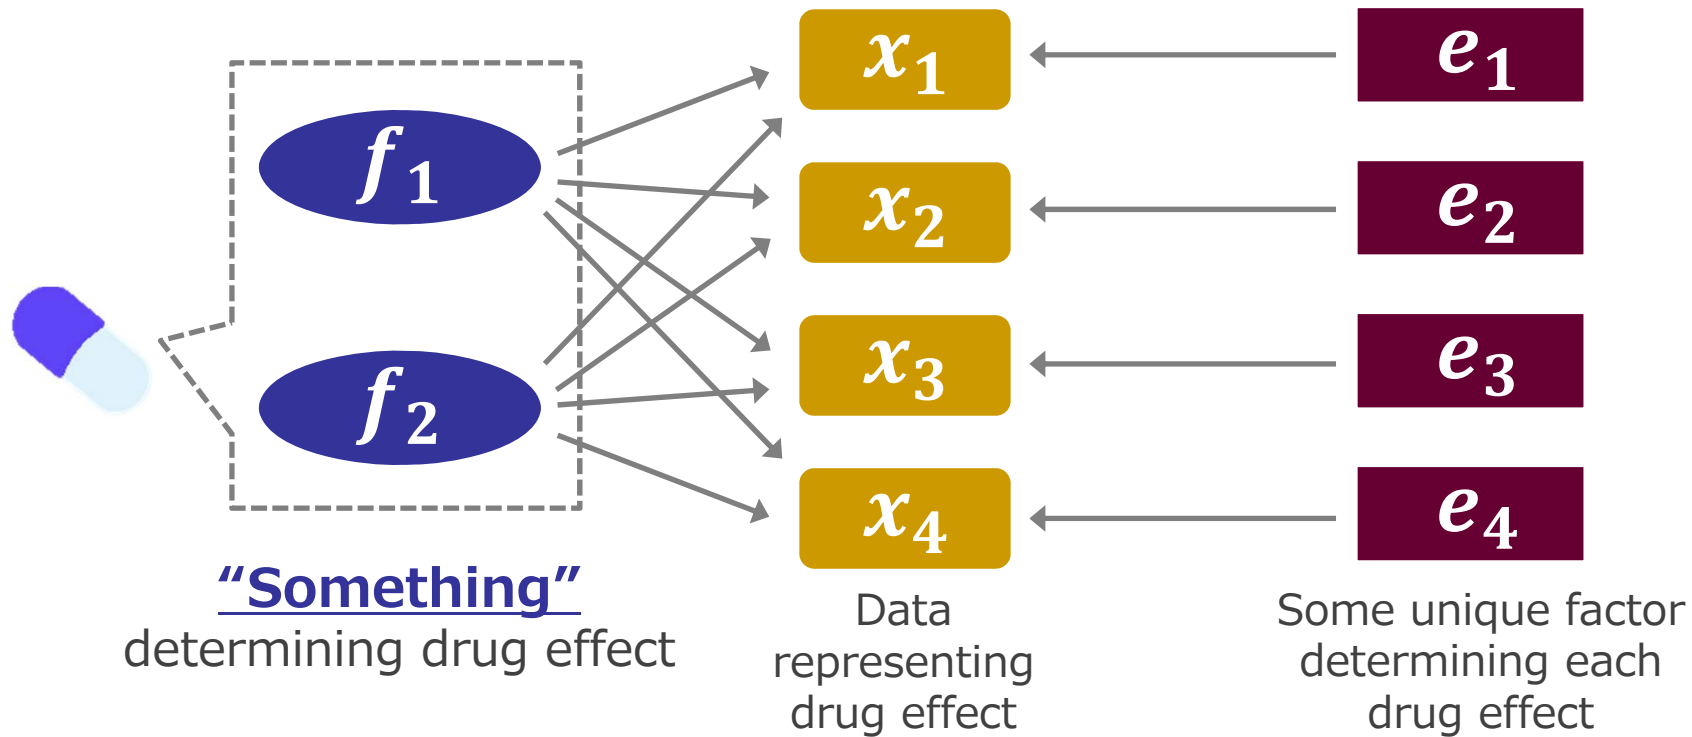 f1
f2
x1
x2
x3
x4
e1
e2
e3
e4
“Something”
determining drug effect
Data
representing
drug effect
Some unique factor
determining each
drug effect